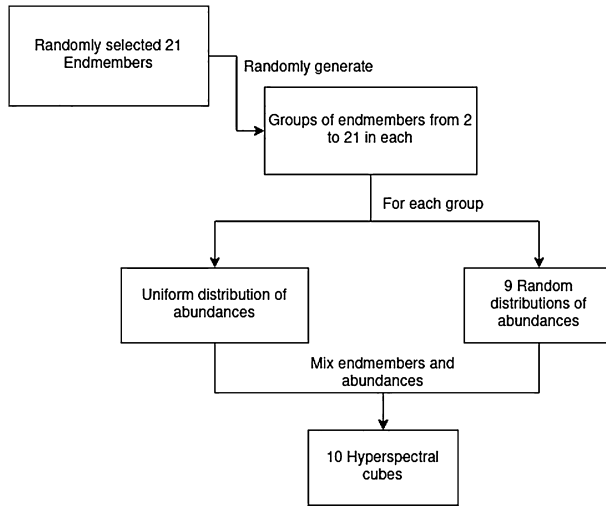 Randomly selected 21
Endmembers
Randomly generate
Groups of endmembers from 2
to 21 in each
For each group
Uniform distribution of
abundances
9 Random
distributions of
abundances
Mix endmembers and
abundances
10 Hyperspectral
cubes